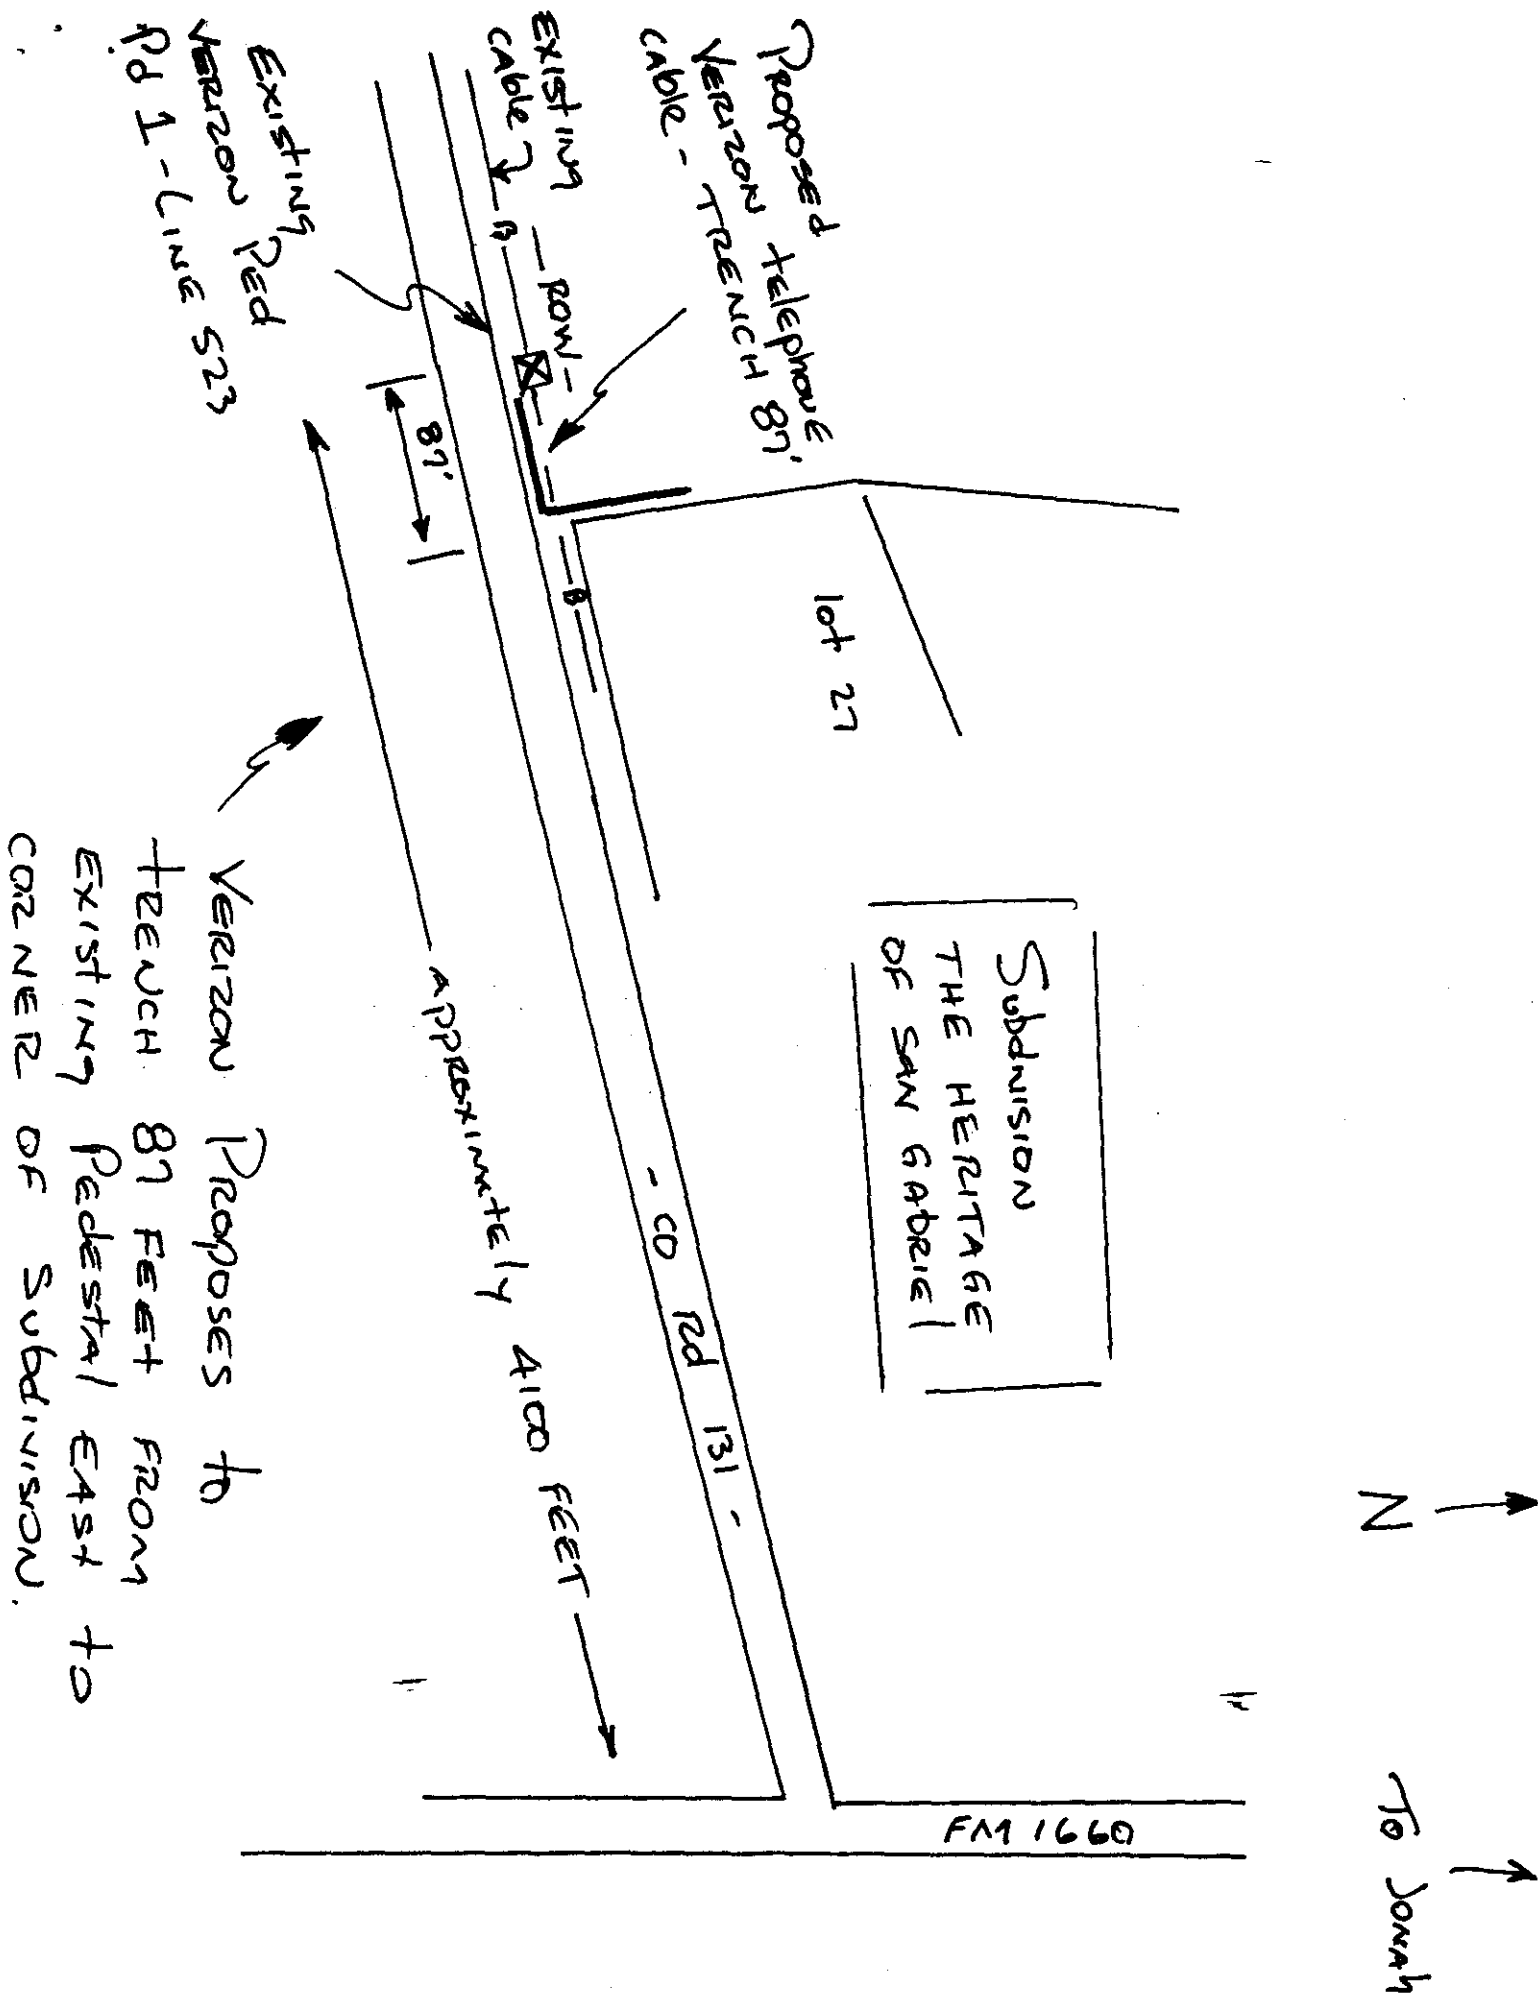 N
To Jonah
Proposed
Verizon telephone
cable - TRENCH 87'
EXISTING
CABLE
- ROW -
B
B
EXISTING
VERIZON PED
Rd 1-LINE 523
87'
lot 27
Subdivision
THE HERITAGE
OF SAN GABRIEL
- CO Rd 131 -
APPROXIMATELY 4100 FEET
FM 1660
VERIZON PROPOSES to
TRENCH 87 FEET FROM
EXISTING PEDESTAL EAST to
CORNER OF Subdivision.